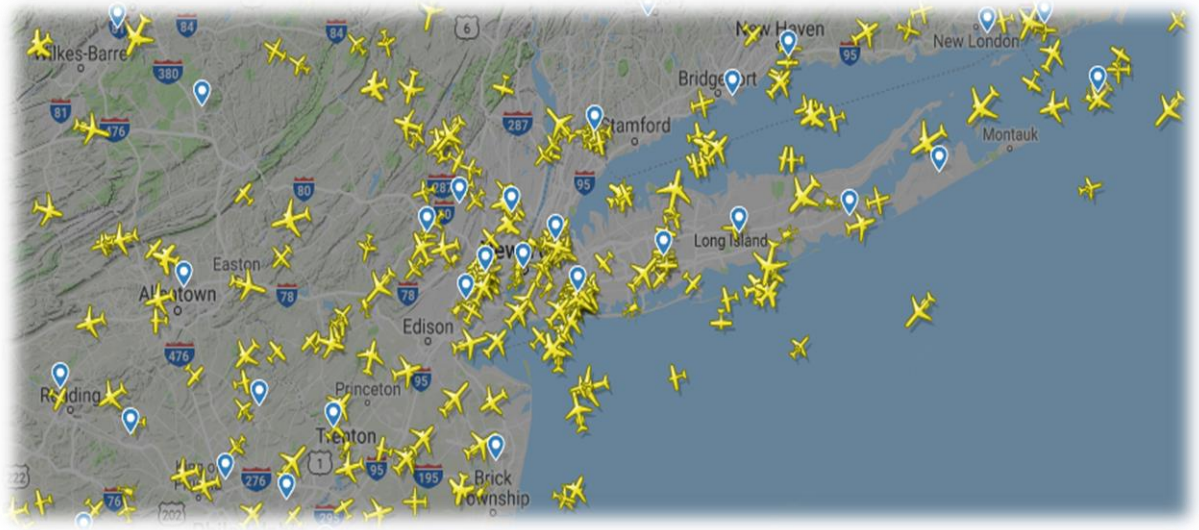 84
84
6
New Haven
New London
Wilkes-Barre
95
380
Bridgeport
81
476
287
Stamford
Montauk
80
287
95
Long Island
Easton
Allentown
78
78
Edison
476
95
Princeton
Reading
Trenton
1
276
95
195
Brick
Township
76
202
295